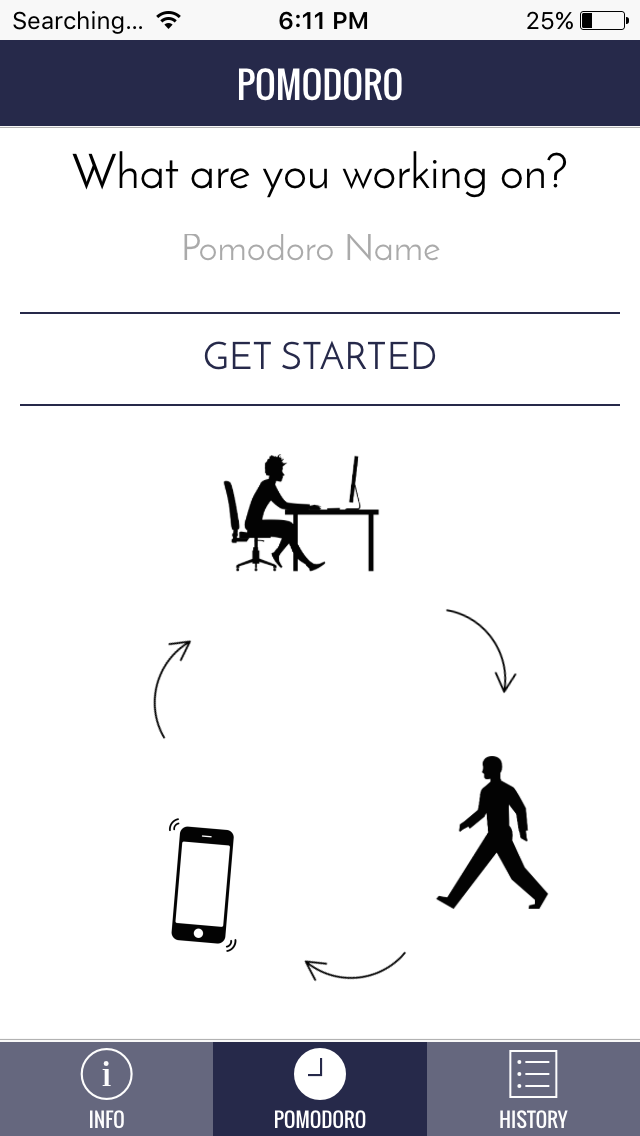 Searching... 6:11 PM 25%
POMODORO
What are you working on?
Pomodoro Name
GET STARTED
INFO POMODORO HISTORY